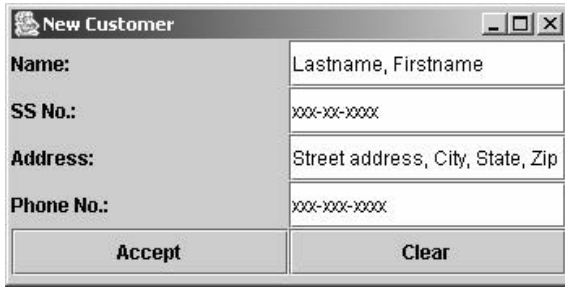 New Customer
Name: Lastname, Firstname
SS No.: xxx-xx-xxxx
Address: Street address, City, State, Zip
Phone No.: xxx-xxx-xxxx
Accept Clear